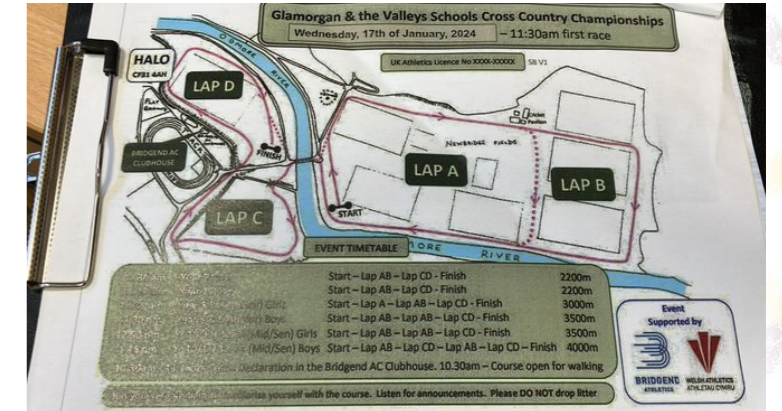 Glamorgan & the Valleys Schools Cross Country Championships
Wednesday, 17th of January, 2024 – 11:30am first race
UK Athletics Licence No XXXX-XXXXX SB V1
HALO
CF31 4AH
OGMORE RIVER
LAP D
PLAY
TRACK
BRIDGEND AC
CLUBHOUSE
FINISH
Cricket
Pavilion
NEWBRIDGE FIELDS
LAP A
LAP B
LAP C
START
EVENT TIMETABLE
MORE RIVER
Start – Lap AB – Lap CD - Finish 2200m
Start – Lap AB – Lap CD - Finish 2200m
Girls Start – Lap A – Lap AB – Lap CD - Finish 3000m
Boys Start – Lap AB – Lap AB – Lap CD - Finish 3500m
(Mid/Sen) Girls Start – Lap AB – Lap AB – Lap CD - Finish 3500m
(Mid/Sen) Boys Start – Lap AB – Lap CD – Lap AB – Lap CD – Finish 4000m
Declaration in the Bridgend AC Clubhouse. 10.30am – Course open for walking
yourself with the course. Listen for announcements. Please DO NOT drop litter
Event
Supported by
BRIDGEND
ATHLETICS
WELSH ATHLETICS
ATHLETAU CYMRU